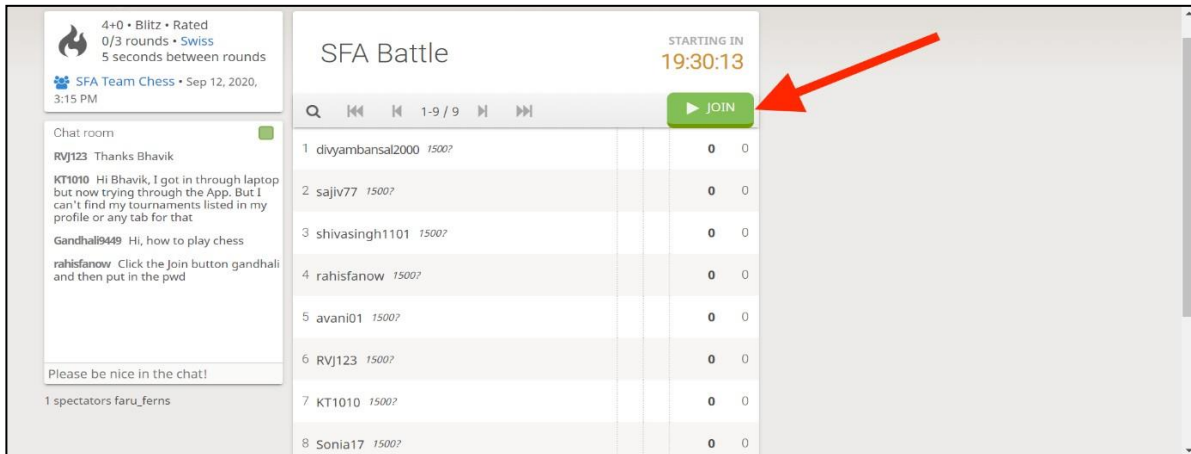 4+0 • Blitz • Rated
0/3 rounds • Swiss
5 seconds between rounds
SFA Team Chess • Sep 12, 2020,
3:15 PM
Chat room
RVJ123 Thanks Bhavik
KT1010 Hi Bhavik, I got in through laptop
but now trying through the App. But I
can't find my tournaments listed in my
profile or any tab for that
Gandhali9449 Hi, how to play chess
rahisfanow Click the Join button gandhali
and then put in the pwd
Please be nice in the chat!
1 spectators faru_ferns
SFA Battle
STARTING IN
19:30:13
1-9 / 9
JOIN
1 divyambansal2000 1500? 0 0
2 sajiv77 1500? 0 0
3 shivasingh1101 1500? 0 0
4 rahisfanow 1500? 0 0
5 avani01 1500? 0 0
6 RVJ123 1500? 0 0
7 KT1010 1500? 0 0
8 Sonia17 1500? 0 0